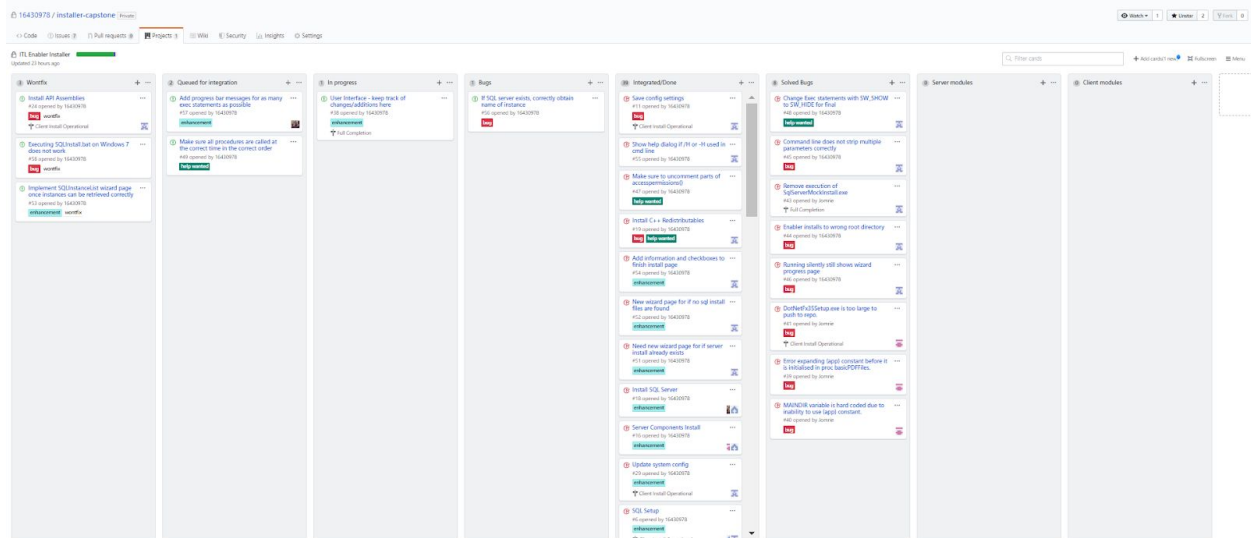 16430978 / installer-capstone Private
Watch 1 Unstar 2 Fork 0
Code Issues Pull requests Projects Wiki Security Insights Settings
ITL Enabler Installer
Updated 23 hours ago
Filter cards
+ Add cards new Fullscreen Menu
Wontfix
Install API Assemblies
#24 opened by 16430978
bug wontfix
Client Install Operational
Executing SQLInstall.bat on Windows 7
does not work
#58 opened by 16430978
bug wontfix
Implement SQLInstanceList wizard page
once instances can be retrieved correctly
#53 opened by 16430978
enhancement wontfix
Queued for integration
Add progress bar messages for as many
exec statements as possible
#57 opened by 16430978
enhancement
Make sure all procedures are called at
the correct time in the correct order
opened by 16430978
help wanted
In progress
User Interface - keep track of
changes/additions here
#38 opened by 16430978
enhancement
Full Completion
Bugs
If SQL server exists, correctly obtain
name of instance
#56 opened by 16430978
bug
Integrated/Done
Save config settings
#11 opened by 16430978
bug
Client Install Operational
Show help dialog if /H or -H used in
cmd line
#55 opened by 16430978
Make sure to uncomment parts of
accesspermissions()
#47 opened by 16430978
help wanted
Install C++ Redistributables
#19 opened by 16430978
bug help wanted
Add information and checkboxes to
finish install page
#54 opened by 16430978
enhancement
New wizard page for if no sql install
files are found
#52 opened by 16430978
enhancement
Need new wizard page for if server
install already exists
#51 opened by 16430978
enhancement
Install SQL Server
#18 opened by 16430978
enhancement
Server Components Install
opened by 16430978
enhancement
Update system config
opened by 16430978
enhancement
Client Install Operational
SQL Setup
#6 opened by 16430978
enhancement
Solved Bugs
Change Exec statements with SW_SHOW
to SW_HIDE for final
#48 opened by 16430978
help wanted
Command line does not strip multiple
parameters correctly
#45 opened by 16430978
bug
Remove execution of
SqlServerMockInstall.exe
#43 opened by Jonnie
Full Completion
Enabler installs to wrong root directory
#44 opened by 16430978
bug
Running silently still shows wizard
progress page
#46 opened by 16430978
bug
DotNetFx35Setup.exe is too large to
push to repo.
#41 opened by Jonnie
bug
Client Install Operational
Error expanding {app} constant before it
is initialised in proc basicPDFFiles.
#39 opened by Jonnie
bug
MAINDIR variable is hard coded due to
inability to use {app} constant.
#40 opened by Jonnie
bug
Server modules
Client modules